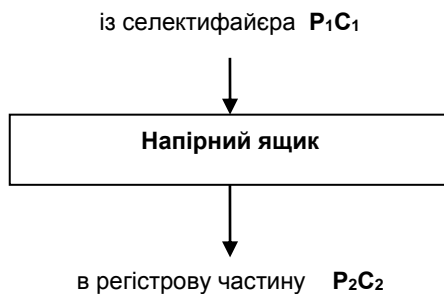 із селектифайєра P₁C₁
Напірний ящик
в регістрову частину P₂C₂